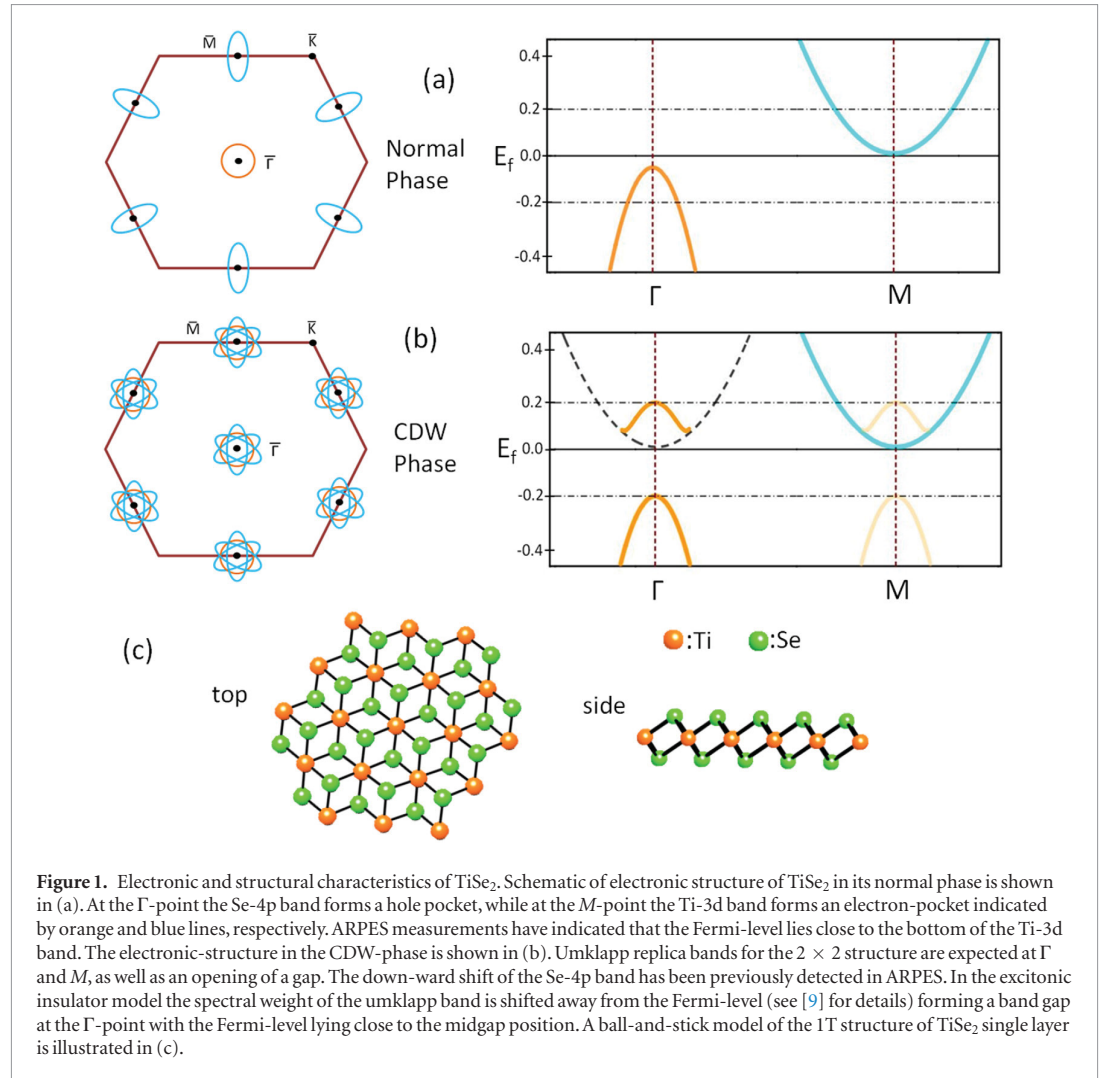 M̄
K̄
(a)
Γ̄
Normal
Phase
0.4
0.2
E_f 0.0
-0.2
-0.4
Γ
M
M̄
K̄
(b)
Γ̄
CDW
Phase
0.4
0.2
E_f 0.0
-0.2
-0.4
Γ
M
(c)
top
side
:Ti
:Se
Figure 1. Electronic and structural characteristics of TiSe₂. Schematic of electronic structure of TiSe₂ in its normal phase is shown
in (a). At the Γ-point the Se-4p band forms a hole pocket, while at the M-point the Ti-3d band forms an electron-pocket indicated
by orange and blue lines, respectively. ARPES measurements have indicated that the Fermi-level lies close to the bottom of the Ti-3d
band. The electronic-structure in the CDW-phase is shown in (b). Umklapp replica bands for the 2 × 2 structure are expected at Γ
and M, as well as an opening of a gap. The down-ward shift of the Se-4p band has been previously detected in ARPES. In the excitonic
insulator model the spectral weight of the umklapp band is shifted away from the Fermi-level (see [9] for details) forming a band gap
at the Γ-point with the Fermi-level lying close to the midgap position. A ball-and-stick model of the 1T structure of TiSe₂ single layer
is illustrated in (c).